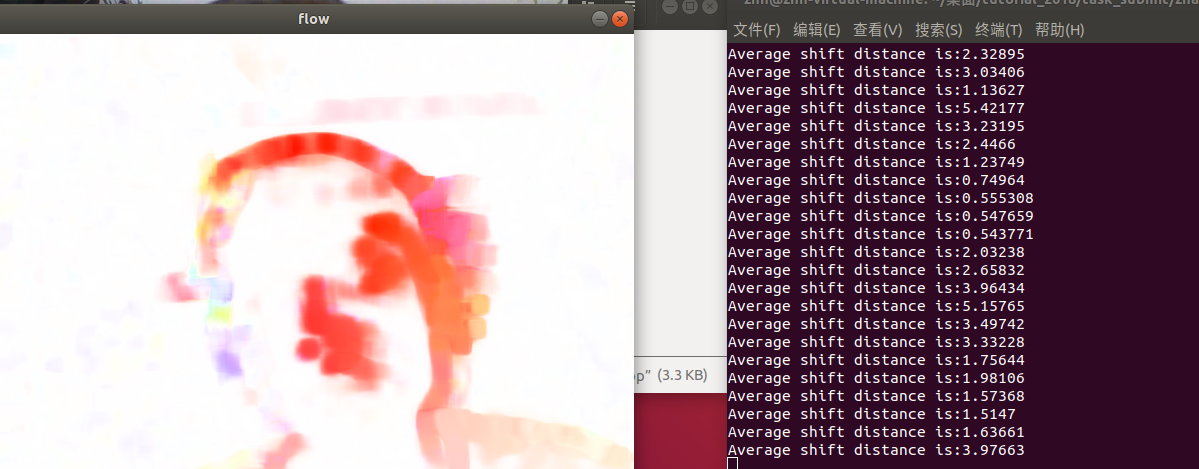 flow
文件(F) 编辑(E) 查看(V) 搜索(S) 终端(T) 帮助(H)
Average shift distance is:2.32895
Average shift distance is:3.03406
Average shift distance is:1.13627
Average shift distance is:5.42177
Average shift distance is:3.23195
Average shift distance is:2.4466
Average shift distance is:1.23749
Average shift distance is:0.74964
Average shift distance is:0.555308
Average shift distance is:0.547659
Average shift distance is:0.543771
Average shift distance is:2.03238
Average shift distance is:2.65832
Average shift distance is:3.96434
Average shift distance is:5.15765
Average shift distance is:3.49742
Average shift distance is:3.33228
Average shift distance is:1.75644
Average shift distance is:1.98106
Average shift distance is:1.57368
Average shift distance is:1.5147
Average shift distance is:1.63661
Average shift distance is:3.97663
op” (3.3 KB)